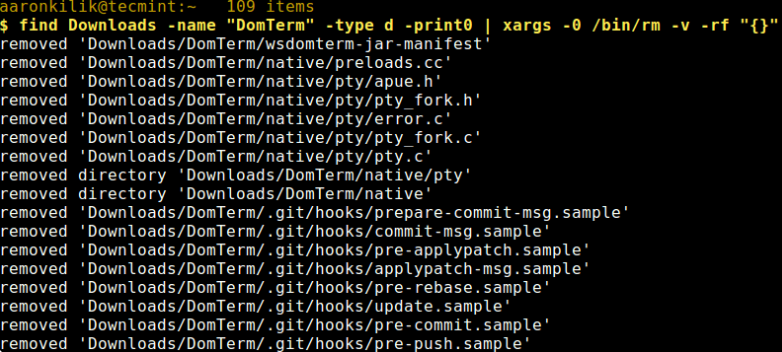 aaronkilik@tecmint:~   109 items
$ find Downloads -name "DomTerm" -type d -print0 | xargs -0 /bin/rm -v -rf "{}"
removed 'Downloads/DomTerm/wsdomterm-jar-manifest'
removed 'Downloads/DomTerm/native/preloads.cc'
removed 'Downloads/DomTerm/native/pty/apue.h'
removed 'Downloads/DomTerm/native/pty/pty_fork.h'
removed 'Downloads/DomTerm/native/pty/error.c'
removed 'Downloads/DomTerm/native/pty/pty_fork.c'
removed 'Downloads/DomTerm/native/pty/pty.c'
removed directory 'Downloads/DomTerm/native/pty'
removed directory 'Downloads/DomTerm/native'
removed 'Downloads/DomTerm/.git/hooks/prepare-commit-msg.sample'
removed 'Downloads/DomTerm/.git/hooks/commit-msg.sample'
removed 'Downloads/DomTerm/.git/hooks/pre-applypatch.sample'
removed 'Downloads/DomTerm/.git/hooks/applypatch-msg.sample'
removed 'Downloads/DomTerm/.git/hooks/pre-rebase.sample'
removed 'Downloads/DomTerm/.git/hooks/update.sample'
removed 'Downloads/DomTerm/.git/hooks/pre-commit.sample'
removed 'Downloads/DomTerm/.git/hooks/pre-push.sample'